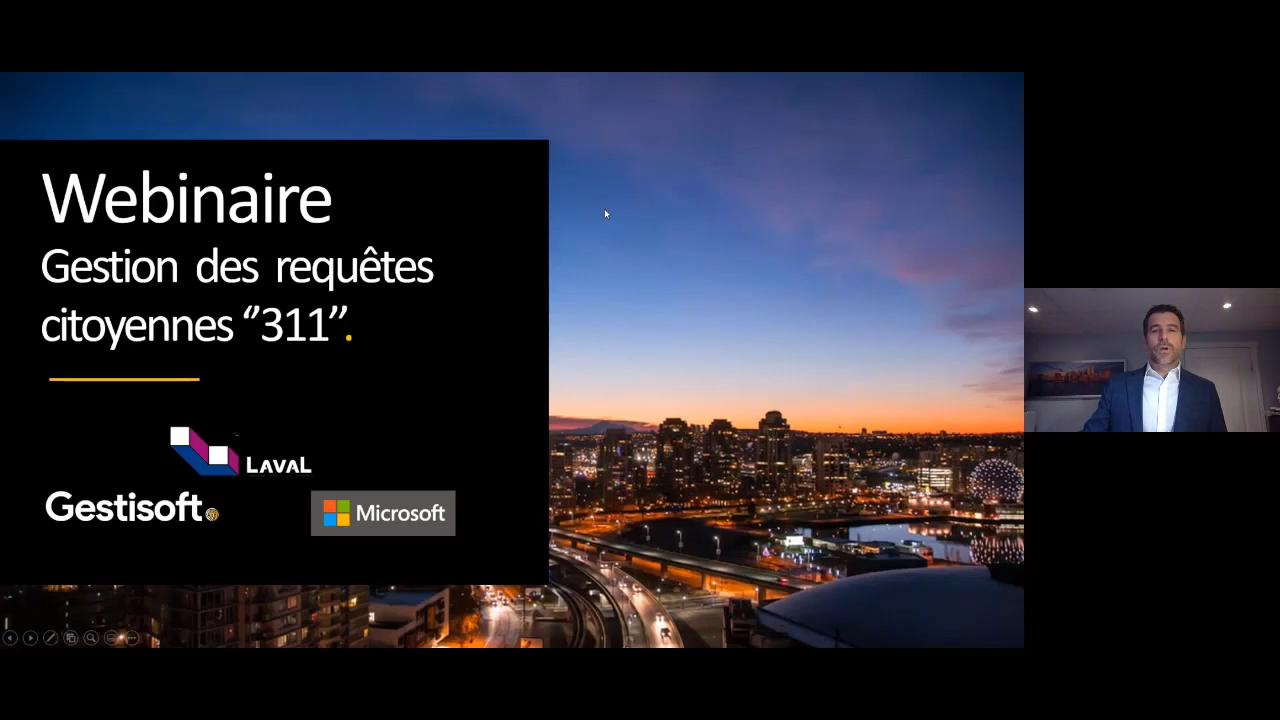 Webinaire
Gestion des requêtes
citoyennes ‘’311’’.
LAVAL
Gestisoft
Microsoft